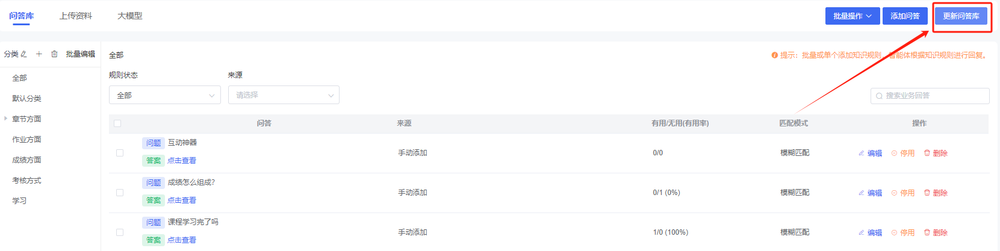 问答库 上传资料 大模型 批量操作 添加问答 更新问答库
分类 批量编辑
全部
提示：批量或单个添加知识规则，智能体根据知识规则进行回复。
全部
默认分类
章节方面
作业方面
成绩方面
考核方式
学习
规则状态 来源
全部 请选择 搜索业务回答
问答 来源 有用/无用(有用率) 匹配模式 操作
问题 互动神器
答案 点击查看
手动添加 0/0 模糊匹配 编辑 停用 删除
问题 成绩怎么组成?
答案 点击查看
手动添加 0/1 (0%) 模糊匹配 编辑 停用 删除
问题 课程学习完了吗
答案 点击查看
手动添加 1/0 (100%) 模糊匹配 编辑 停用 删除